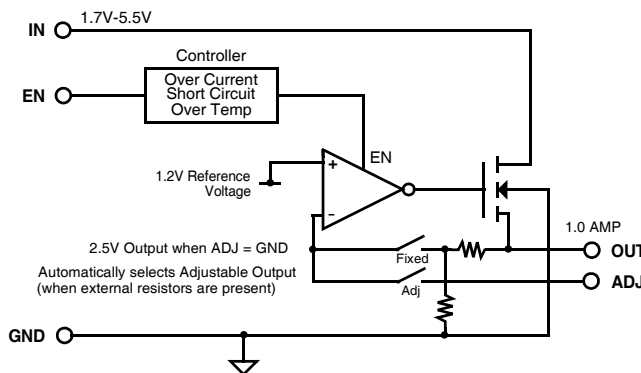 IN
1.7V-5.5V
Controller
Over Current
Short Circuit
Over Temp
EN
EN
+
1.2V Reference
Voltage
-
1.0 AMP
2.5V Output when ADJ = GND
Fixed
OUT
Automatically selects Adjustable Output
(when external resistors are present)
Adj
ADJ
GND